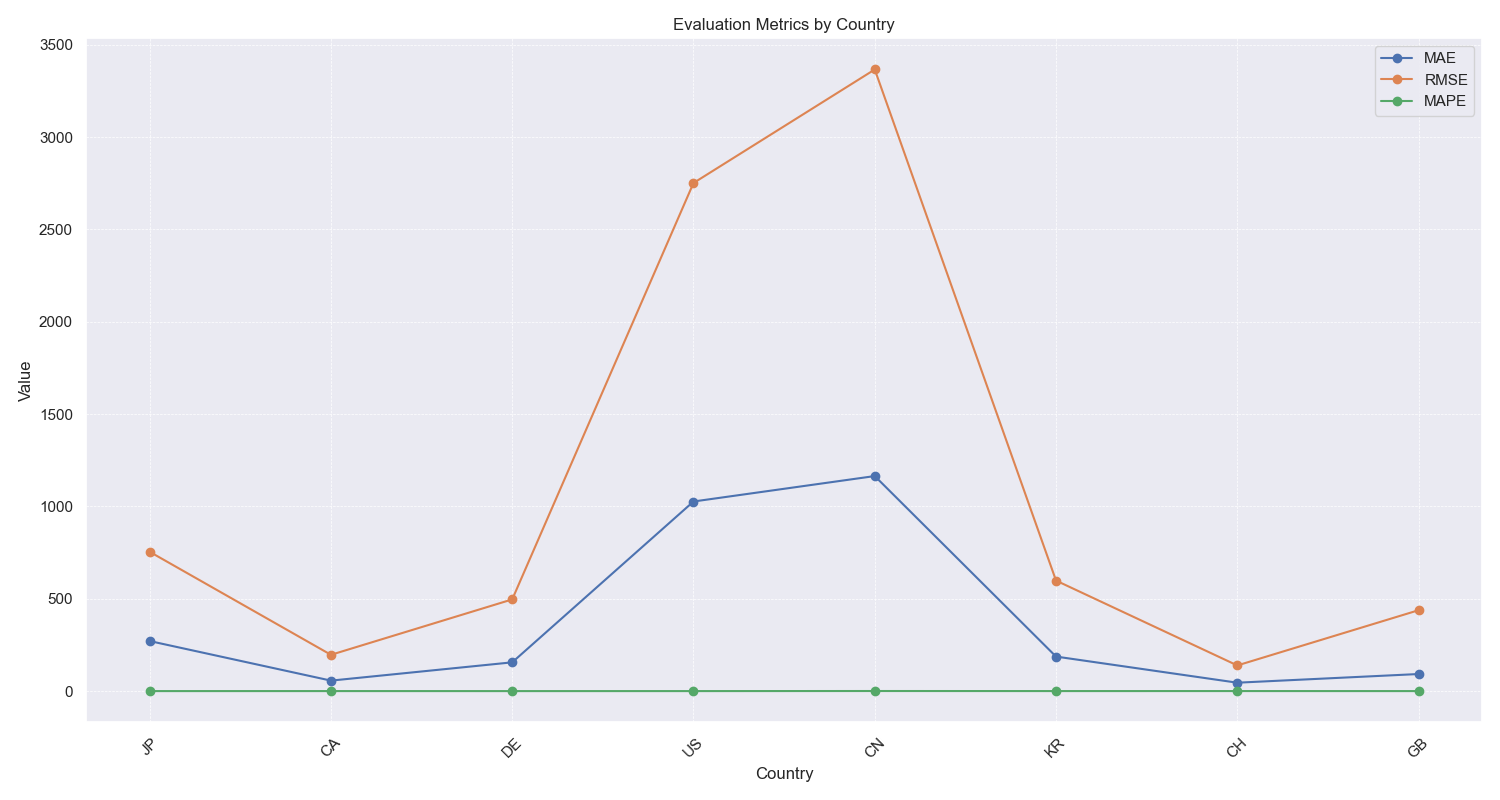 Evaluation Metrics by Country
MAE
RMSE
MAPE
3500
3000
2500
2000
1500
1000
500
0
Value
JP
CA
DE
US
CN
KR
CH
GB
Country